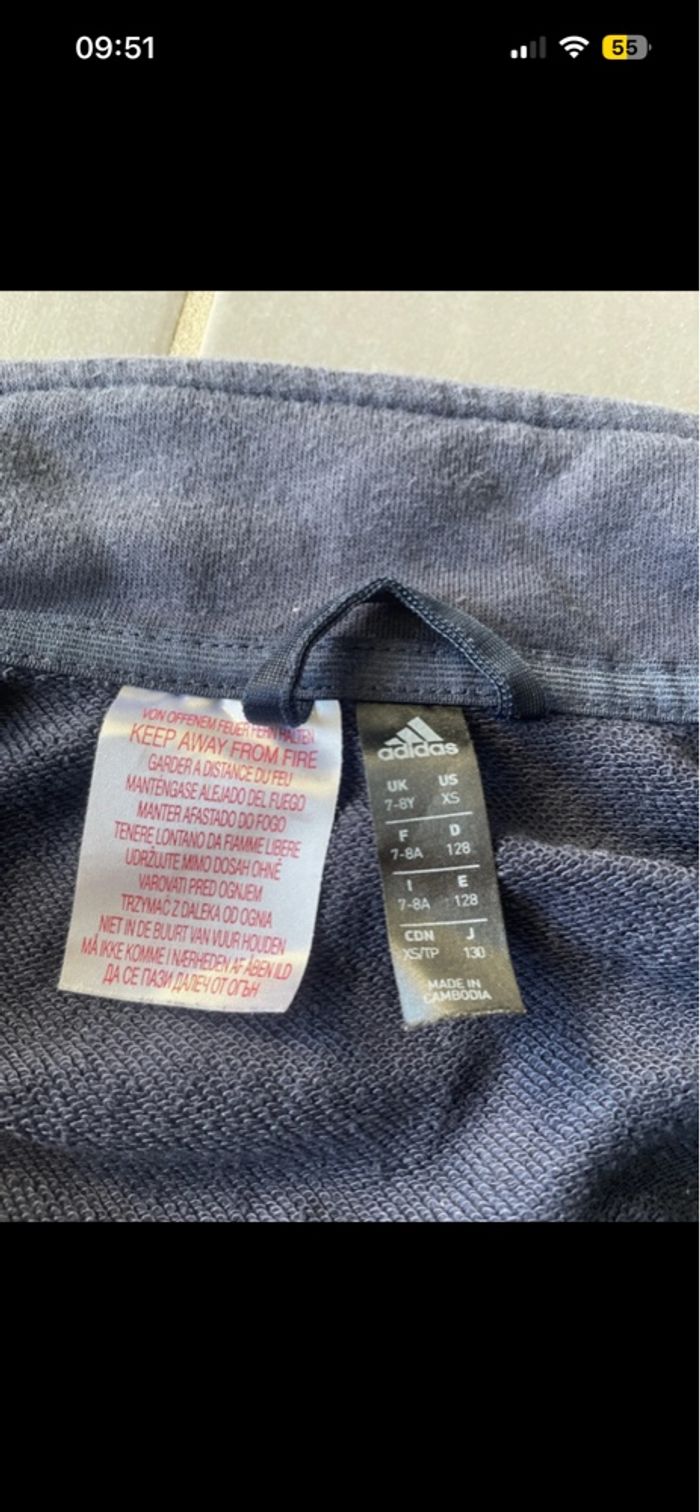 09:51
55
VON OFFENEM FEUER FERN HALTEN
KEEP AWAY FROM FIRE
GARDER A DISTANCE DU FEU
MANTÉNGASE ALEJADO DEL FUEGO
MANTER AFASTADO DO FOGO
TENERE LONTANO DA FIAMME LIBERE
UDRŽUJTE MIMO DOSAH OHNĚ
VAROVATI PRED OGNJEM
TRZYMAĆ Z DALEKA OD OGNIA
NIET IN DE BUURT VAN VUUR HOUDEN
MÅ IKKE KOMME I NÆRHEDEN AF ÅBEN ILD
ДА СЕ ПАЗИ ДАЛЕЧ ОТ ОГЪН
adidas
UK US
7-8Y XS
F D
7-8A 128
I E
7-8A 128
CDN J
XS/TP 130
MADE IN
CAMBODIA